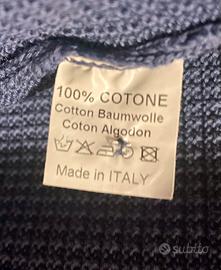 100% COTONE
Cotton Baumwolle
Coton Algodon
Made in ITALY
subito